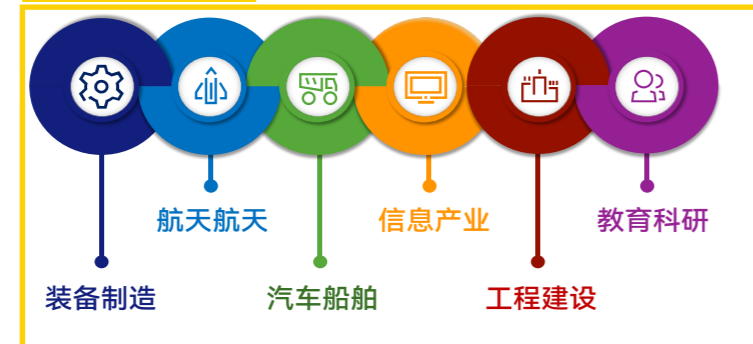 航天航天
信息产业
教育科研
装备制造
汽车船舶
工程建设